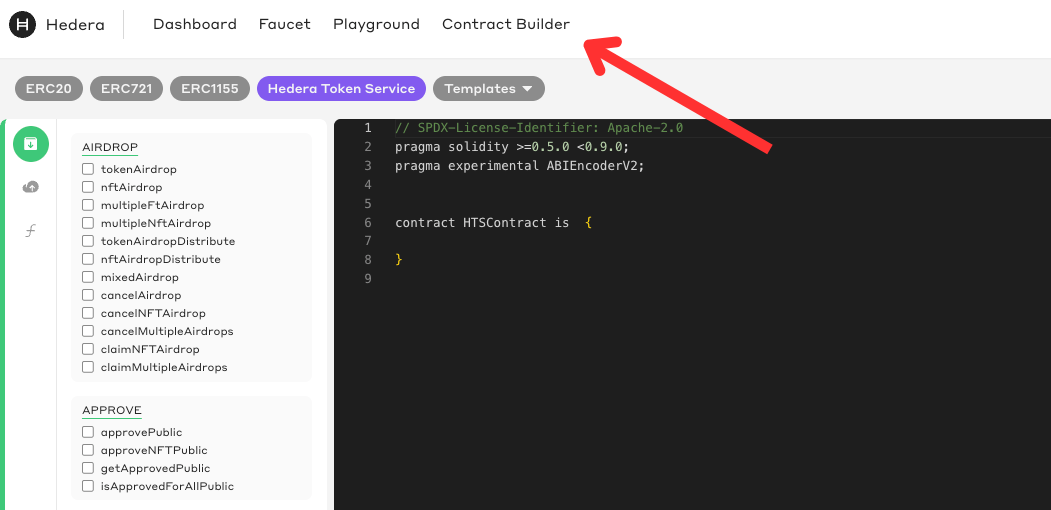 Hedera
Dashboard Faucet Playground Contract Builder
ERC20 ERC721 ERC1155 Hedera Token Service Templates
AIRDROP
tokenAirdrop
nftAirdrop
multipleFtAirdrop
multipleNftAirdrop
tokenAirdropDistribute
nftAirdropDistribute
mixedAirdrop
cancelAirdrop
cancelNFTAirdrop
cancelMultipleAirdrops
claimNFTAirdrop
claimMultipleAirdrops
APPROVE
approvePublic
approveNFTPublic
getApprovedPublic
isApprovedForAllPublic
1 // SPDX-License-Identifier: Apache-2.0
2 pragma solidity >=0.5.0 <0.9.0;
3 pragma experimental ABIEncoderV2;
4
5
6 contract HTSContract is  {
7
8 }
9